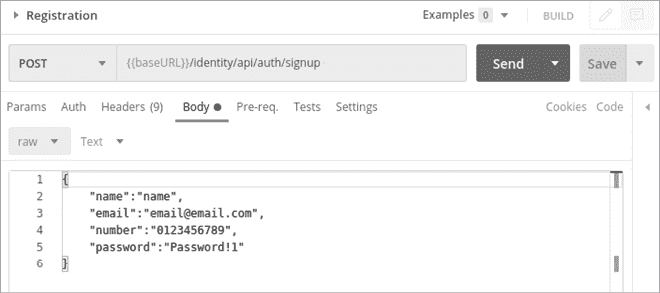 Registration
Examples 0
BUILD
POST
{{baseURL}}/identity/api/auth/signup
Send
Save
Params Auth Headers (9) Body Pre-req. Tests Settings Cookies Code
raw Text
1 {
2 "name":"name",
3 "email":"email@email.com",
4 "number":"0123456789",
5 "password":"Password!1"
6 }